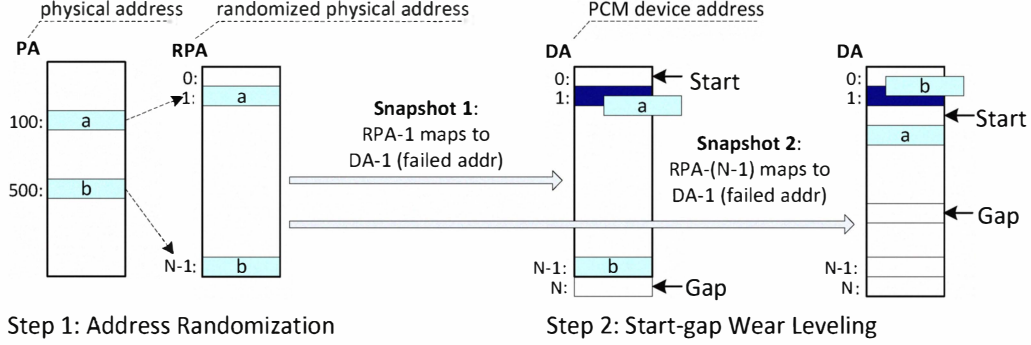 physical address
randomized physical address
PCM device address
PA
RPA
DA
DA
100:
a
500:
b
0:
1:
a
N-1:
b
Snapshot 1:
RPA-1 maps to
DA-1 (failed addr)
0:
1:
a
Start
N-1:
b
N:
Gap
Snapshot 2:
RPA-(N-1) maps to
DA-1 (failed addr)
0:
1:
b
Start
a
Gap
N-1:
N:
Step 1: Address Randomization
Step 2: Start-gap Wear Leveling